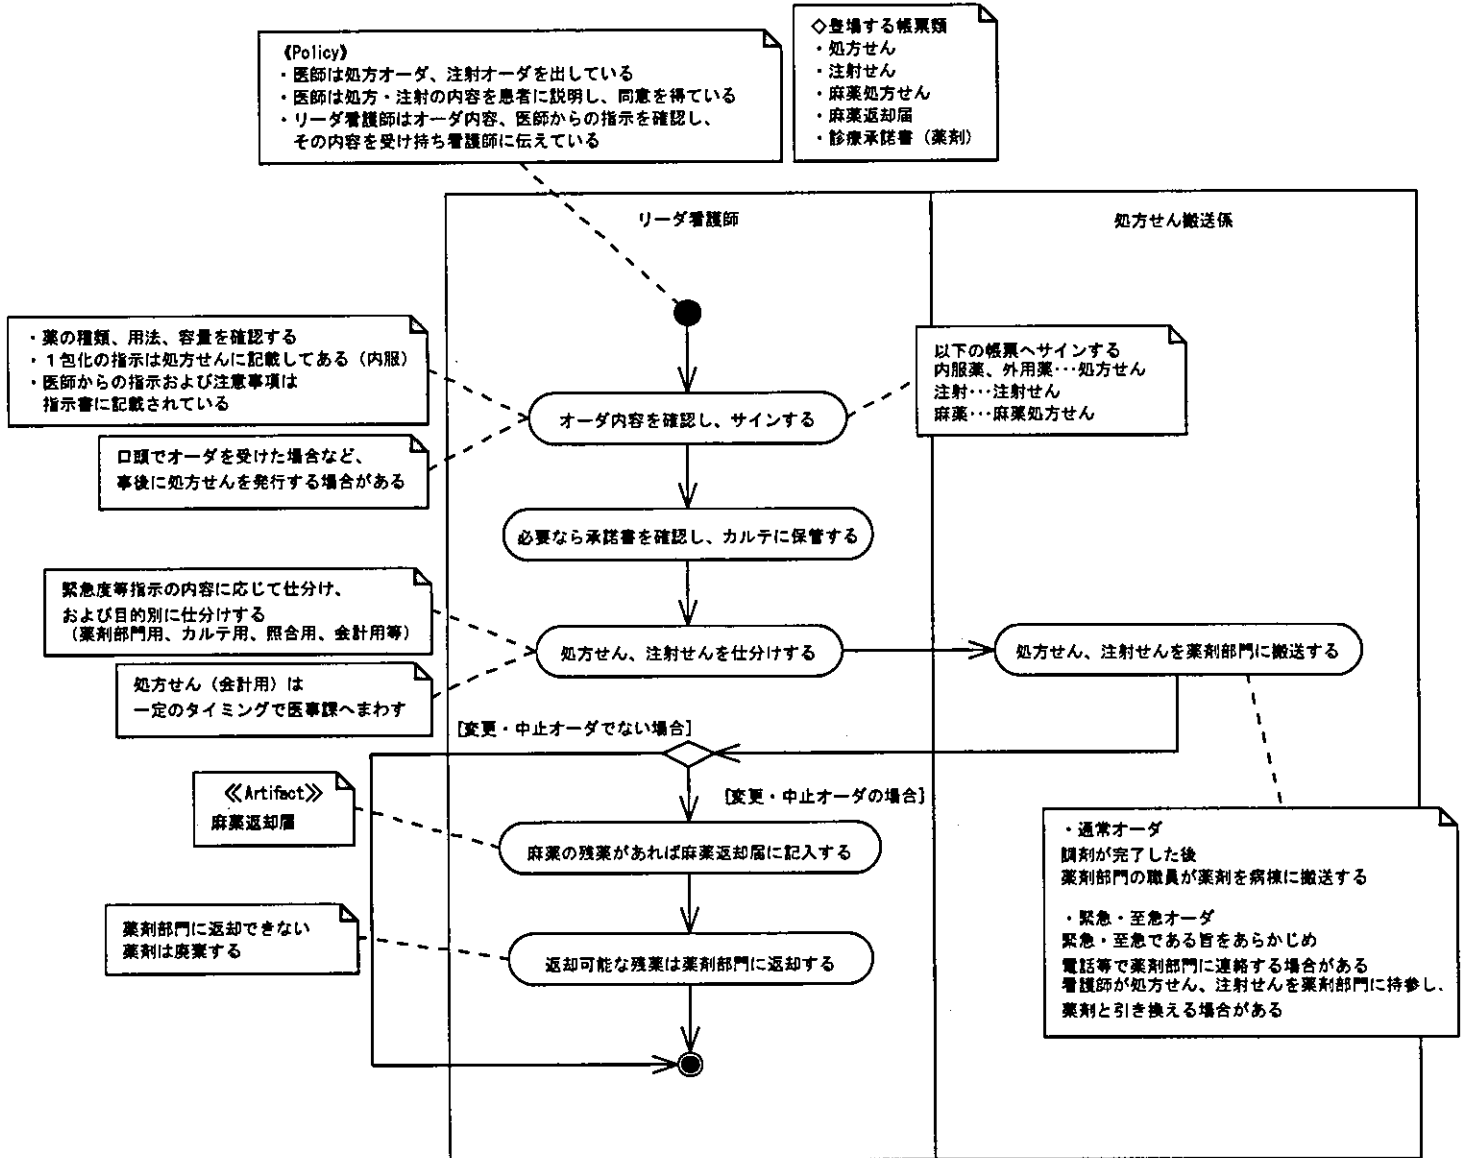 《Policy》
・医師は処方オーダ、注射オーダを出している
・医師は処方・注射の内容を患者に説明し、同意を得ている
・リーダ看護師はオーダ内容、医師からの指示を確認し、
その内容を受け持ち看護師に伝えている
◇登場する帳票類
・処方せん
・注射せん
・麻薬処方せん
・麻薬返却届
・診療承諾書（薬剤）
リーダ看護師
処方せん搬送係
・薬の種類、用法、容量を確認する
・１包化の指示は処方せんに記載してある（内服）
・医師からの指示および注意事項は
指示書に記載されている
以下の帳票へサインする
内服薬、外用薬･･･処方せん
注射･･･注射せん
麻薬･･･麻薬処方せん
オーダ内容を確認し、サインする
口頭でオーダを受けた場合など、
事後に処方せんを発行する場合がある
必要なら承諾書を確認し、カルテに保管する
緊急度等指示の内容に応じて仕分け、
および目的別に仕分けする
（薬剤部門用、カルテ用、照合用、会計用等）
処方せん、注射せんを仕分けする
処方せん、注射せんを薬剤部門に搬送する
処方せん（会計用）は
一定のタイミングで医事課へまわす
[変更・中止オーダでない場合]
[変更・中止オーダの場合]
≪Artifact≫
麻薬返却届
麻薬の残薬があれば麻薬返却届に記入する
・通常オーダ
調剤が完了した後
薬剤部門の職員が薬剤を病棟に搬送する
・緊急・至急オーダ
緊急・至急である旨をあらかじめ
電話等で薬剤部門に連絡する場合がある
看護師が処方せん、注射せんを薬剤部門に持参し、
薬剤と引き換える場合がある
薬剤部門に返却できない
薬剤は廃棄する
返却可能な残薬は薬剤部門に返却する